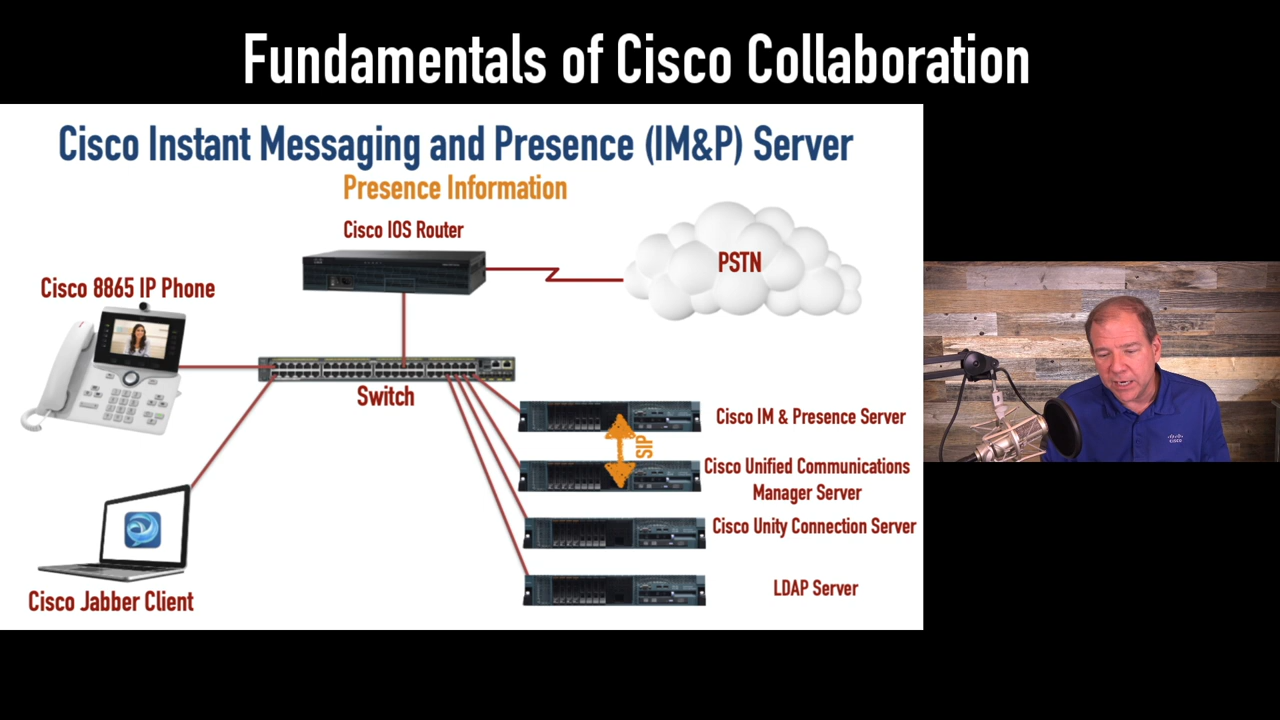 Fundamentals of Cisco Collaboration
Cisco Instant Messaging and Presence (IM&P) Server
Presence Information
Cisco IOS Router
PSTN
Cisco 8865 IP Phone
Switch
Cisco IM & Presence Server
SIP
Cisco Unified Communications
Manager Server
Cisco Unity Connection Server
LDAP Server
Cisco Jabber Client
CISCO